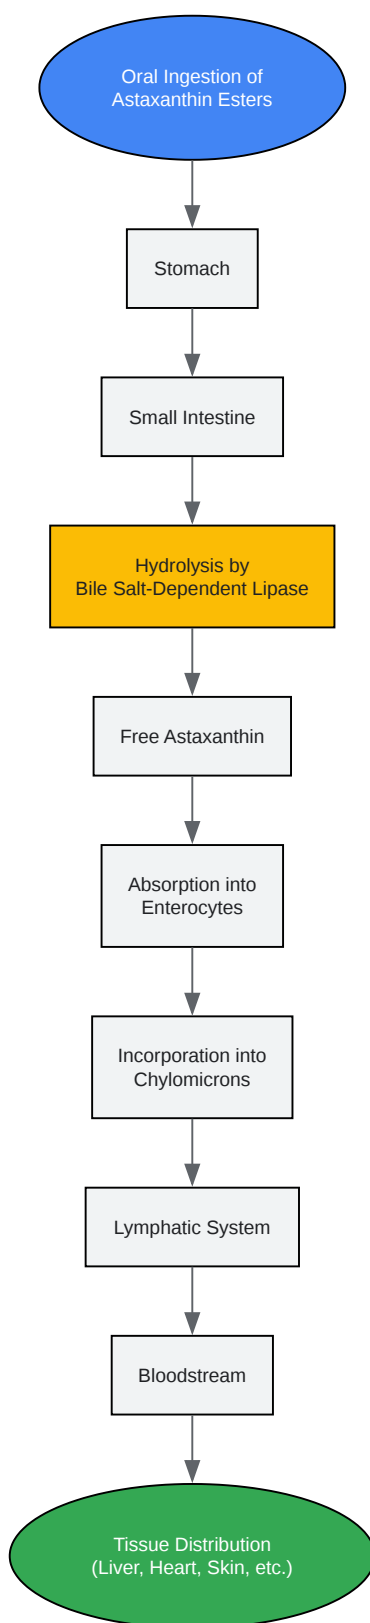 Oral Ingestion of
Astaxanthin Esters
Stomach
Small Intestine
Hydrolysis by
Bile Salt-Dependent Lipase
Free Astaxanthin
Absorption into
Enterocytes
Incorporation into
Chylomicrons
Lymphatic System
Bloodstream
Tissue Distribution
(Liver, Heart, Skin, etc.)